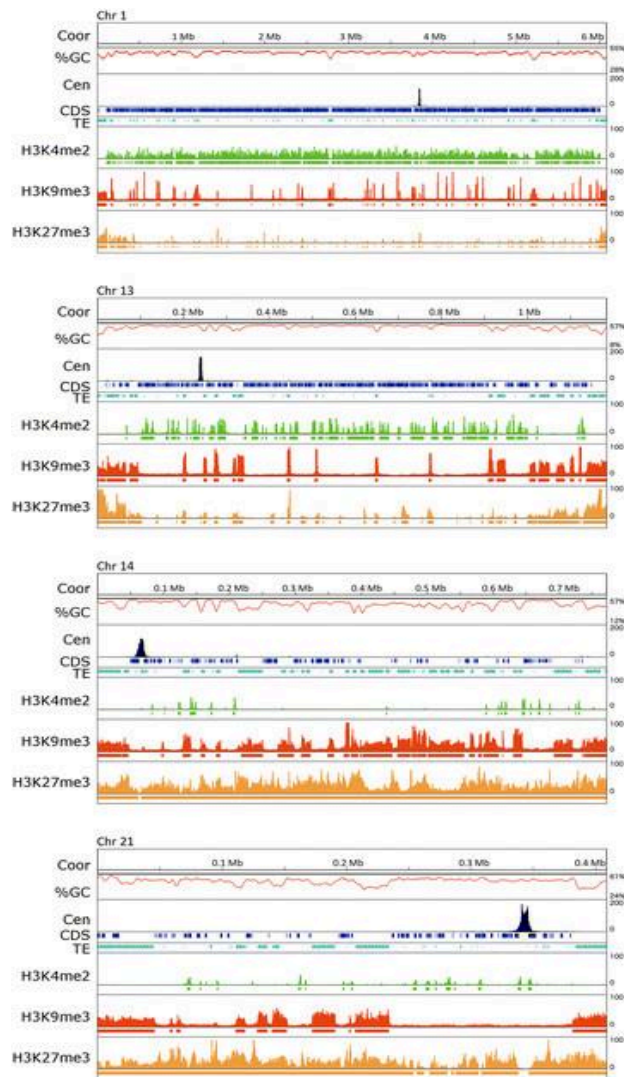 Chr 1
Coor 1 Mb 2 Mb 3 Mb 4 Mb 5 Mb 6 Mb
%GC 55% 28%
Cen 200 0
CDS
TE
H3K4me2 100 0
H3K9me3 100 0
H3K27me3 100 0
Chr 13
Coor 0.2 Mb 0.4 Mb 0.6 Mb 0.8 Mb 1 Mb
%GC 57% 8%
Cen 200 0
CDS
TE
H3K4me2 100 0
H3K9me3 100 0
H3K27me3 100 0
Chr 14
Coor 0.1 Mb 0.2 Mb 0.3 Mb 0.4 Mb 0.5 Mb 0.6 Mb 0.7 Mb
%GC 57% 12%
Cen 200 0
CDS
TE
H3K4me2 100 0
H3K9me3 100 0
H3K27me3 100 0
Chr 21
Coor 0.1 Mb 0.2 Mb 0.3 Mb 0.4 Mb
%GC 61% 24%
Cen 200 0
CDS
TE
H3K4me2 100 0
H3K9me3 100 0
H3K27me3 100 0